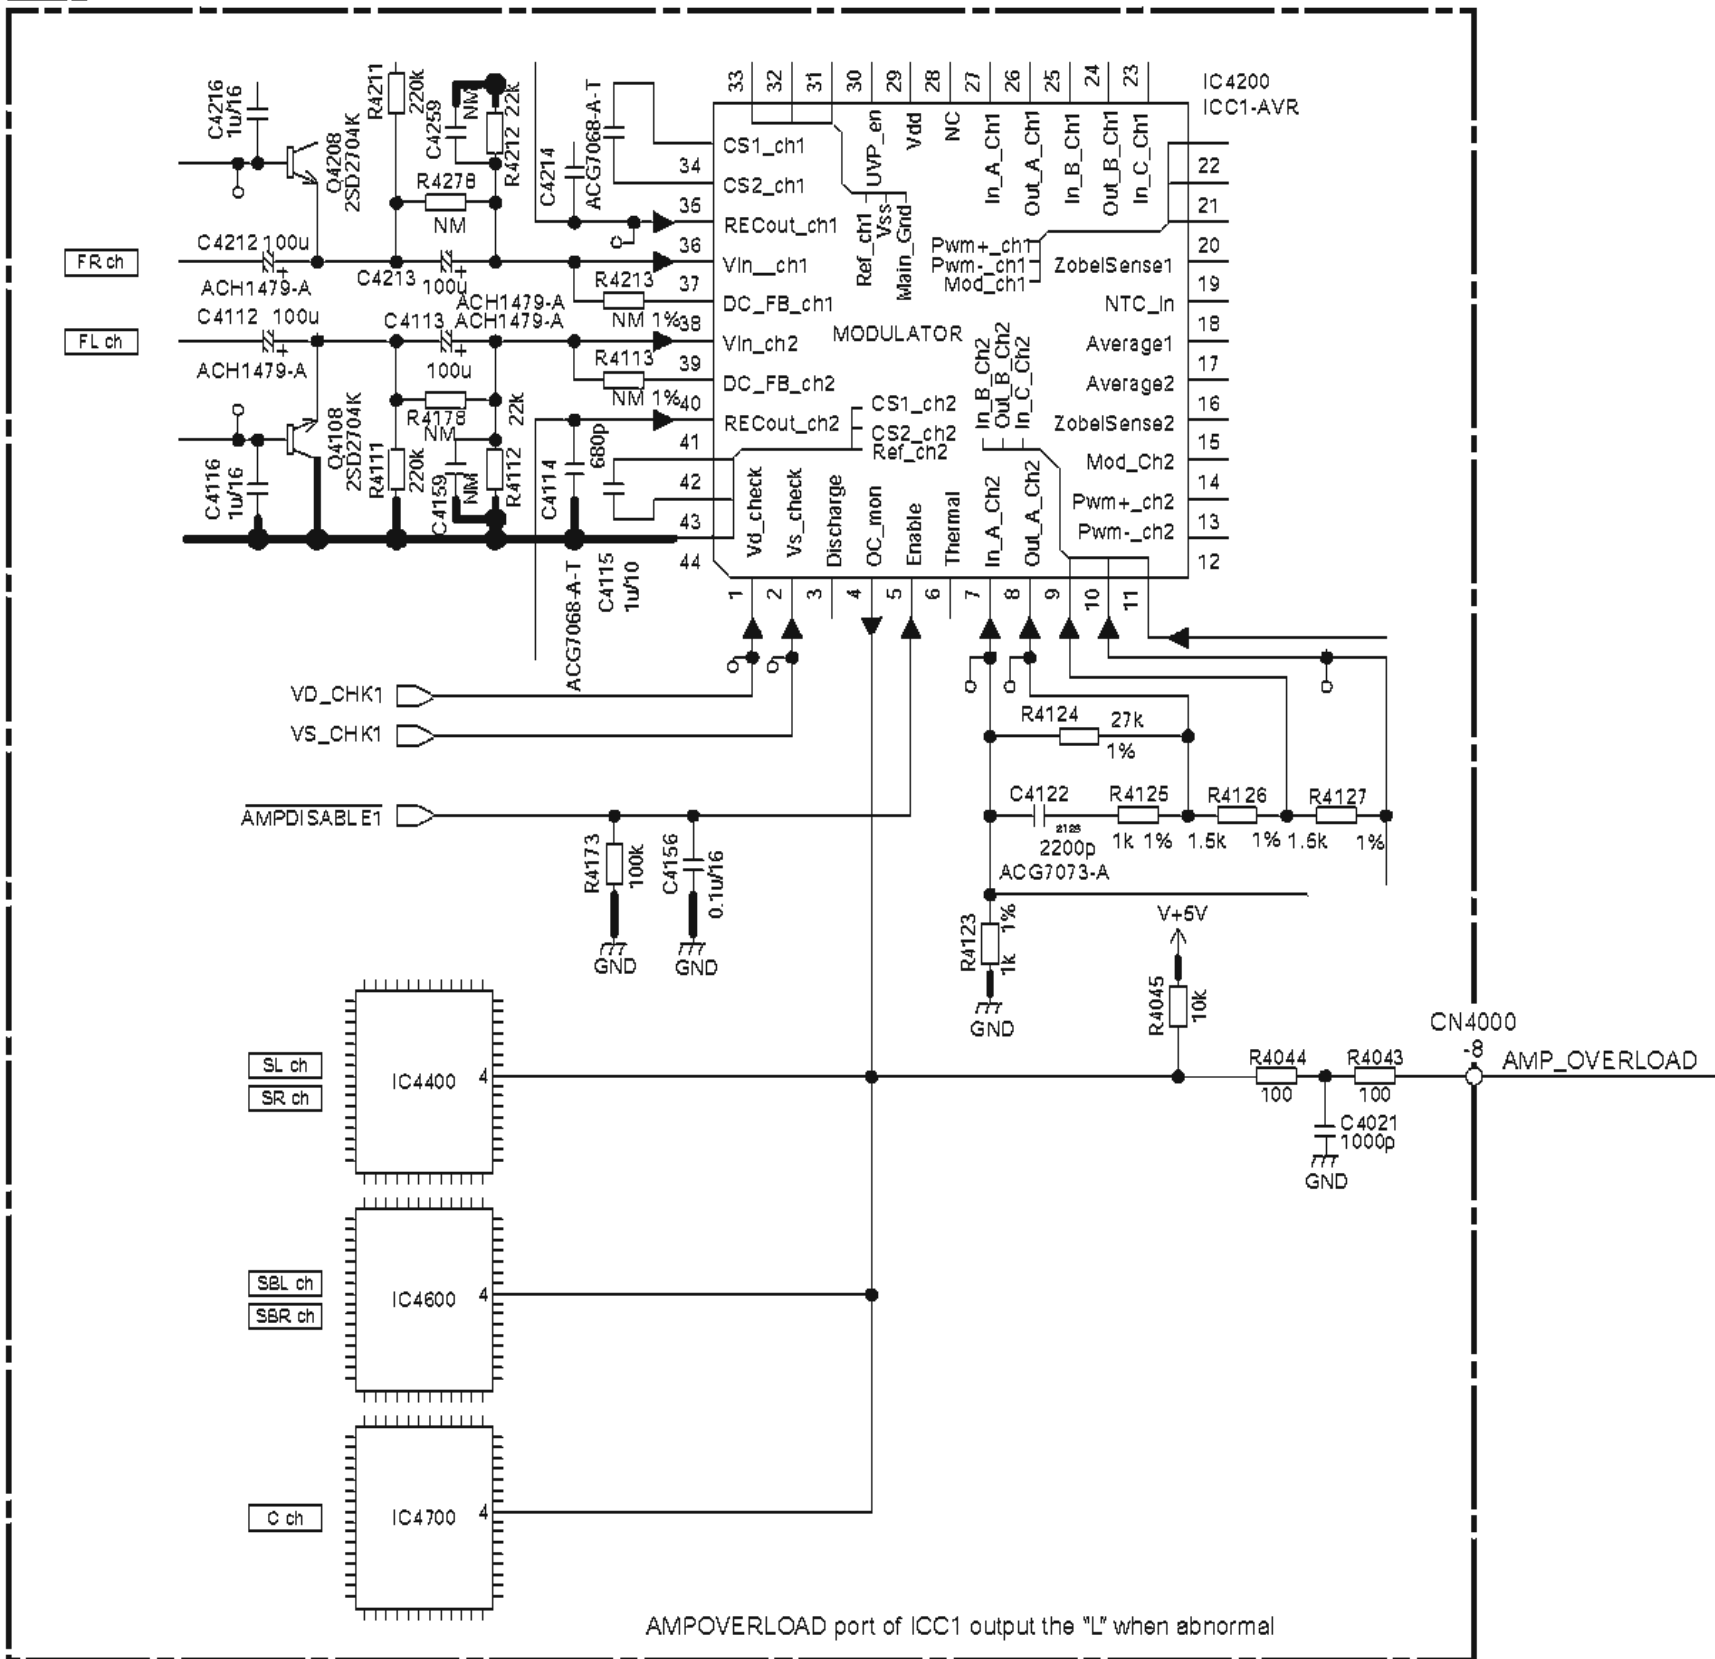 IC4200
ICC1-AVR
33
32
31
30
29
28
27
26
25
24
23
C4216
1u/16
Q4208
2SD2704K
R4211
220k
C4259
NM
R4212
22k
R4278
NM
C4214
ACG7068-A-T
CS1_ch1
34
CS2_ch1
35
RECout_ch1
36
VIn__ch1
37
DC_FB_ch1
38
VIn_ch2
39
DC_FB_ch2
40
RECout_ch2
41
42
43
44
UVP_en
Vdd
NC
In_A_Ch1
Out_A_Ch1
In_B_Ch1
Out_B_Ch1
In_C_Ch1
Ref_ch1
Vss
Main_Gnd
Pwm+_ch1
Pwm-_ch1
Mod_ch1
22
21
20
ZobelSense1
19
NTC_in
18
Average1
17
Average2
16
ZobelSense2
15
Mod_Ch2
14
Pwm+_ch2
13
Pwm-_ch2
12
MODULATOR
In_B_Ch2
Out_B_Ch2
In_C_Ch2
CS1_ch2
CS2_ch2
Ref_ch2
Vd_check
Vs_check
Discharge
OC_mon
Enable
Thermal
In_A_Ch2
Out_A_Ch2
FR ch
C4212 100u
ACH1479-A
C4213
100u
ACH1479-A
R4213
NM 1%
FL ch
C4112 100u
ACH1479-A
C4113
ACH1479-A
100u
R4113
NM 1%
C4116
1u/16
Q4108
2SD2704K
R4178
NM
R4111
220k
C4159
NM
22k
R4112
C4114
680p
ACG7068-A-T
C4115
1u/10
1
2
3
4
5
6
7
8
9
10
11
VD_CHK1
VS_CHK1
AMPDISABLE1
R4173
100k
GND
C4156
0.1u/16
GND
R4124
27k
1%
C4122
2200p
ACG7073-A
R4125
1k 1%
R4126
1.5k 1%
R4127
1.5k 1%
R4123
1k
1%
GND
V+5V
R4045
10k
SL ch
SR ch
IC4400
4
R4044
100
R4043
100
C4021
1000p
GND
CN4000
-8
AMP_OVERLOAD
SBL ch
SBR ch
IC4600
4
C ch
IC4700
4
AMPOVERLOAD port of ICC1 output the "L" when abnormal